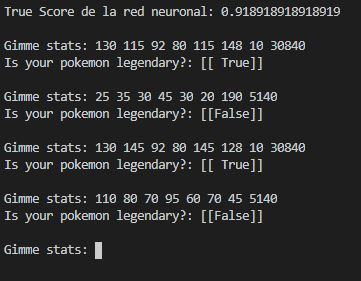 True Score de la red neuronal: 0.918918918918919
Gimme stats: 130 115 92 80 115 148 10 30840
Is your pokemon legendary?: [[ True]]
Gimme stats: 25 35 30 45 30 20 190 5140
Is your pokemon legendary?: [[False]]
Gimme stats: 130 145 92 80 145 128 10 30840
Is your pokemon legendary?: [[ True]]
Gimme stats: 110 80 70 95 60 70 45 5140
Is your pokemon legendary?: [[False]]
Gimme stats: